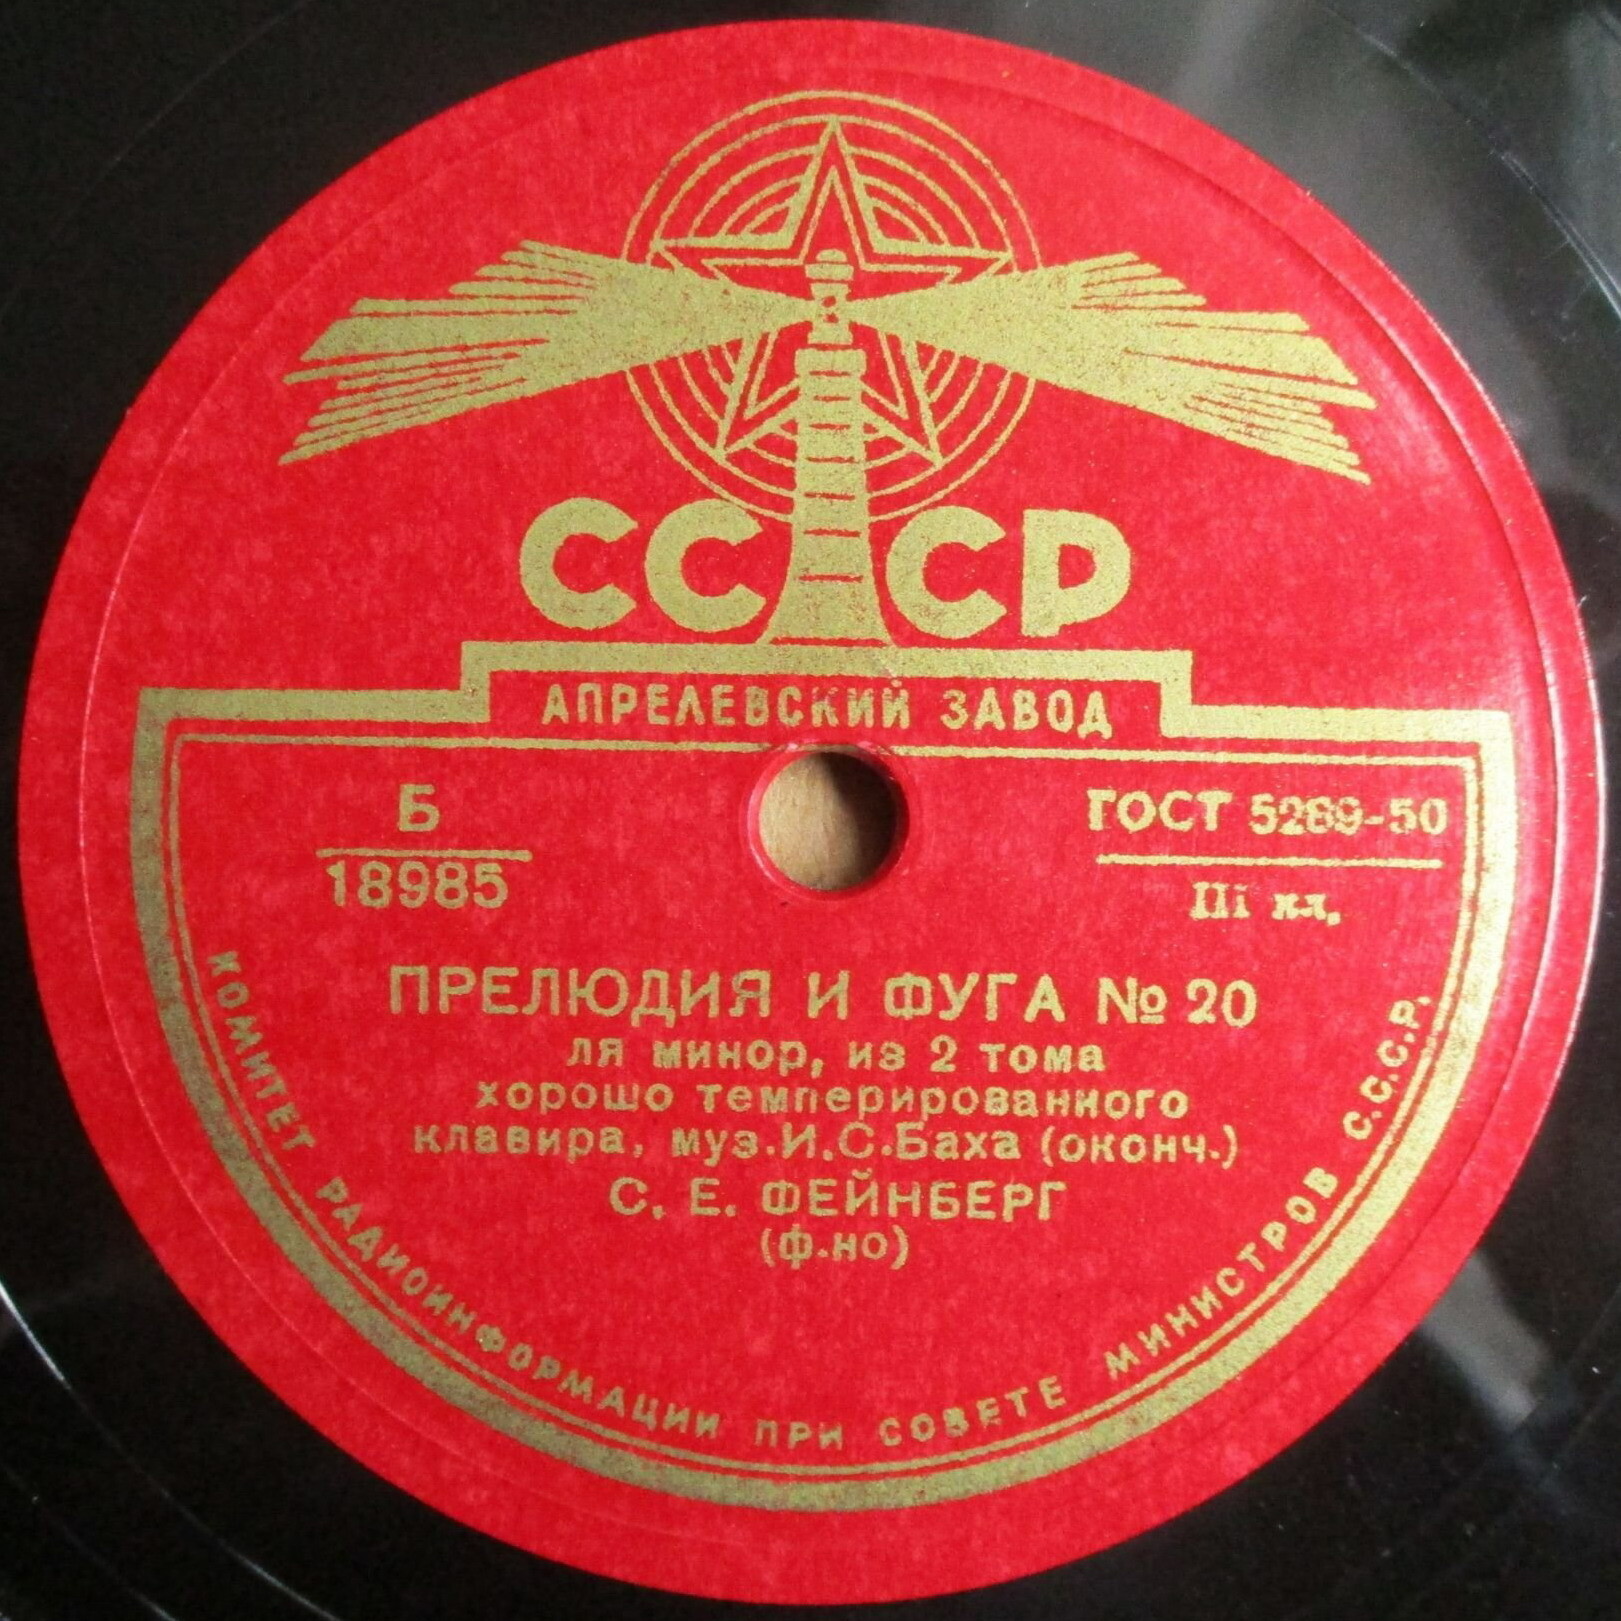 СССР
АПРЕЛЕВСКИЙ ЗАВОД
Б
18985
ГОСТ 5289-50
III кл.
ПРЕЛЮДИЯ И ФУГА № 20
ля минор, из 2 тома
хорошо темперированного
клавира, муз.И.С.Баха (оконч.)
С. Е. ФЕЙНБЕРГ
(ф-но)
КОМИТЕТ РАДИОИНФОРМАЦИИ ПРИ СОВЕТЕ МИНИСТРОВ С.С.С.Р.